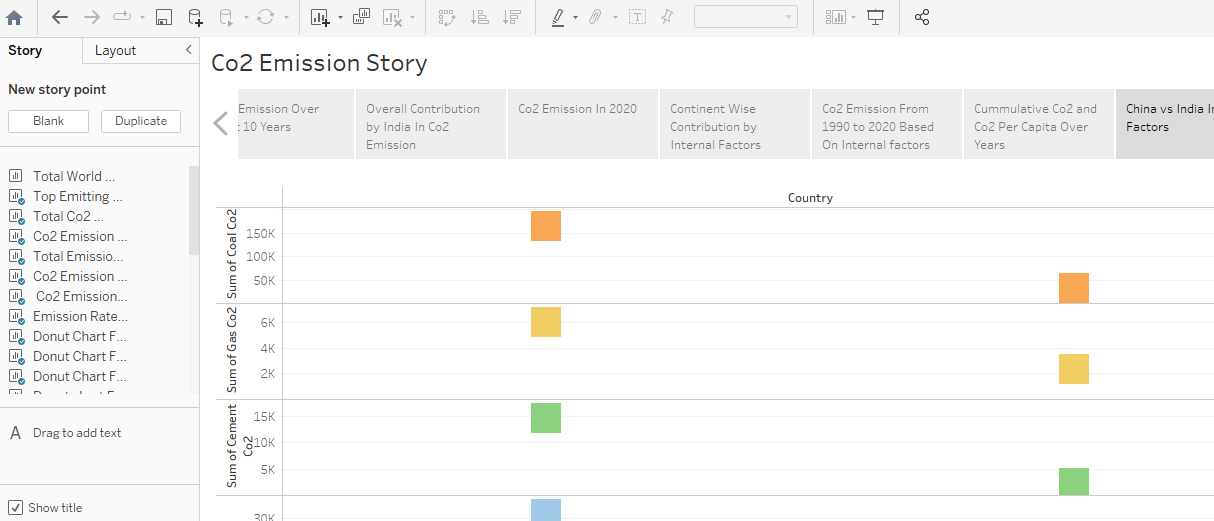 Story
Layout
New story point
Blank
Duplicate
Total World ...
Top Emitting ...
Total Co2 ...
Co2 Emission ...
Total Emissio...
Co2 Emission ...
Co2 Emission...
Emission Rate...
Donut Chart F...
Donut Chart F...
Donut Chart F...
A Drag to add text
Show title
Co2 Emission Story
Emission Over
: 10 Years
Overall Contribution
by India In Co2
Emission
Co2 Emission In 2020
Continent Wise
Contribution by
Internal Factors
Co2 Emission From
1990 to 2020 Based
On Internal factors
Cummulative Co2 and
Co2 Per Capita Over
Years
China vs India In
Factors
Country
Sum of Coal Co2
150K
100K
50K
Sum of Gas Co2
6K
4K
2K
Sum of Cement
Co2
15K
10K
5K
30K